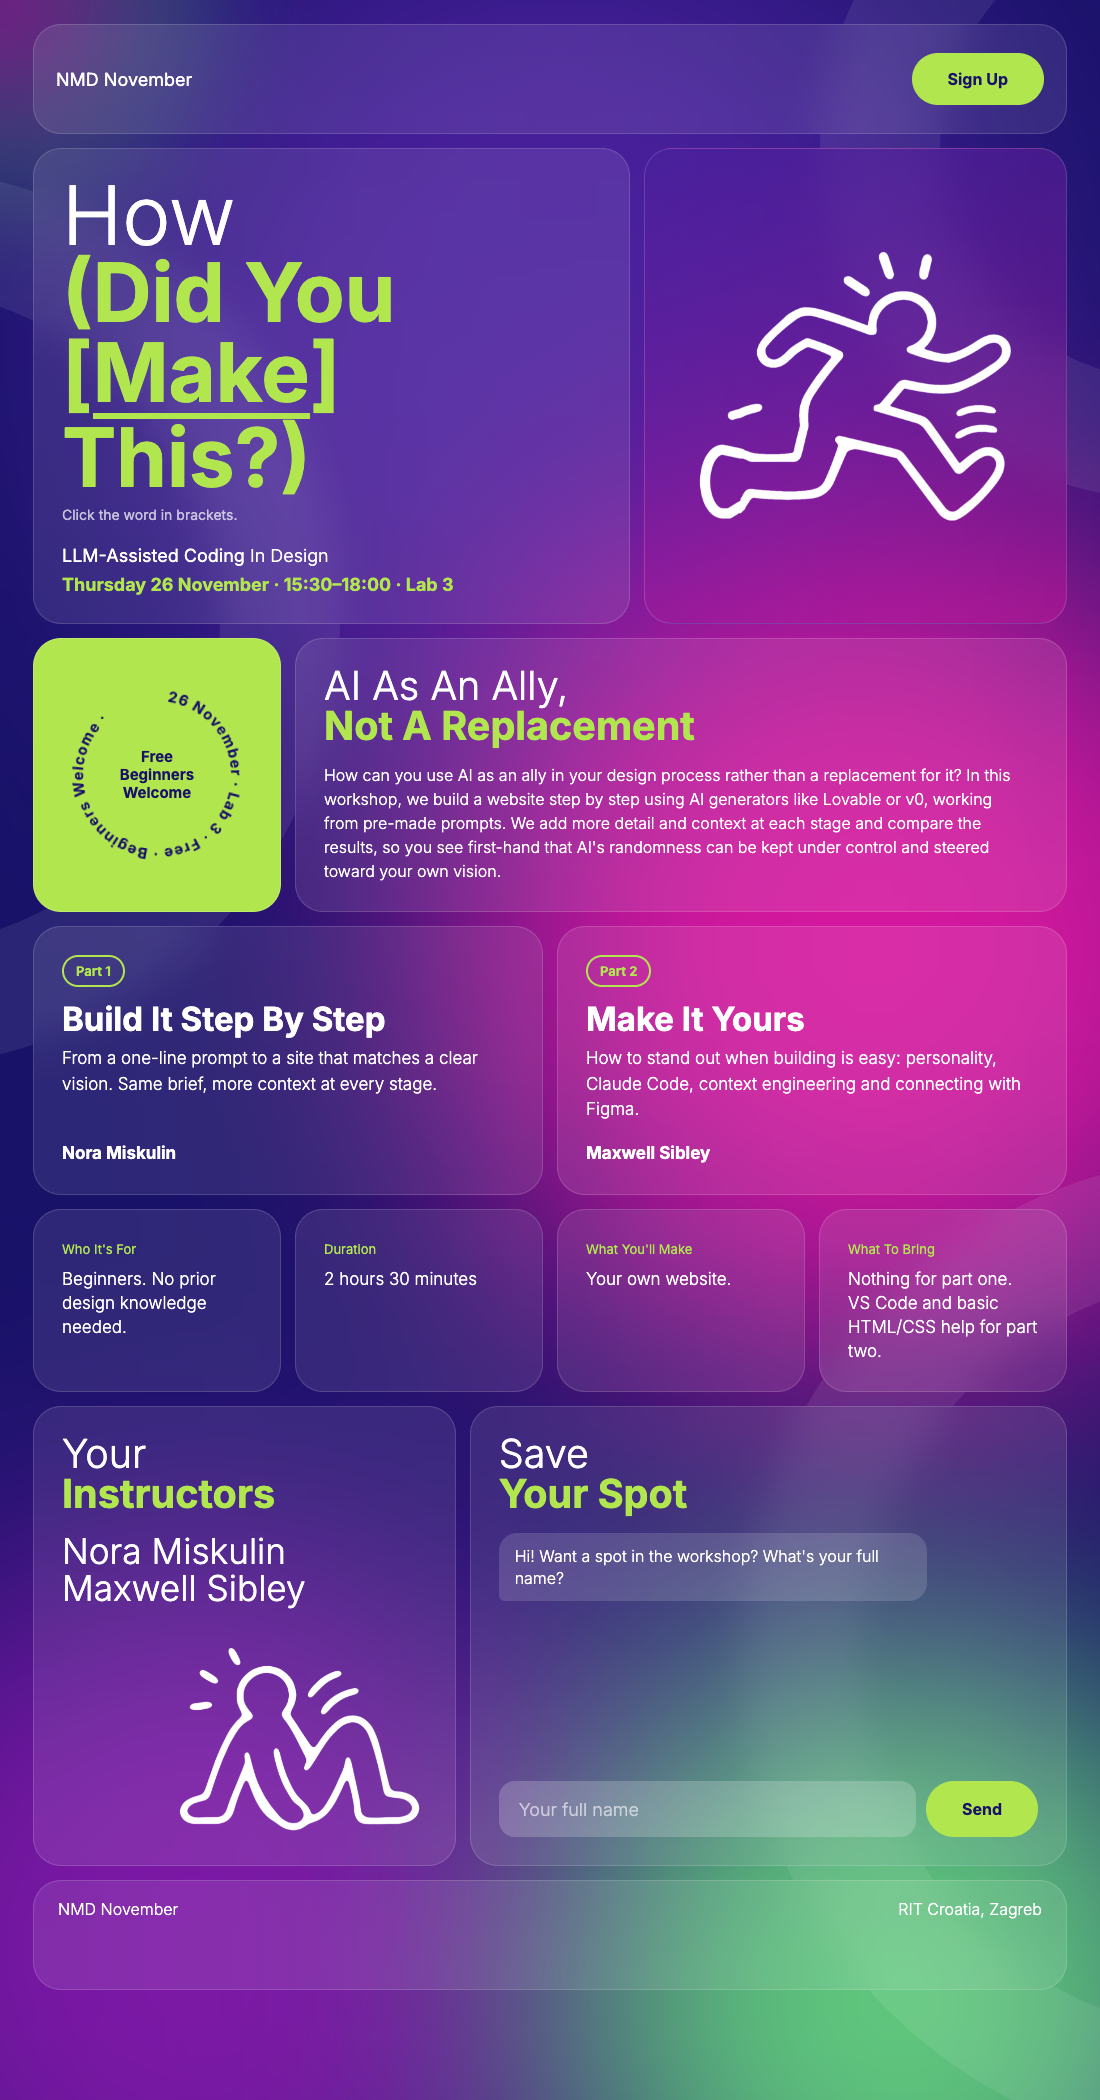 NMD November
Sign Up
How
(Did You
[Make]
This?)
Click the word in brackets.
LLM-Assisted Coding In Design
Thursday 26 November · 15:30–18:00 · Lab 3
26 November · Lab 3 · Free · Beginners Welcome ·
Free
Beginners
Welcome
AI As An Ally,
Not A Replacement
How can you use AI as an ally in your design process rather than a replacement for it? In this
workshop, we build a website step by step using AI generators like Lovable or v0, working
from pre-made prompts. We add more detail and context at each stage and compare the
results, so you see first-hand that AI's randomness can be kept under control and steered
toward your own vision.
Part 1
Build It Step By Step
From a one-line prompt to a site that matches a clear
vision. Same brief, more context at every stage.
Nora Miskulin
Part 2
Make It Yours
How to stand out when building is easy: personality,
Claude Code, context engineering and connecting with
Figma.
Maxwell Sibley
Who It's For
Beginners. No prior
design knowledge
needed.
Duration
2 hours 30 minutes
What You'll Make
Your own website.
What To Bring
Nothing for part one.
VS Code and basic
HTML/CSS help for part
two.
Your
Instructors
Nora Miskulin
Maxwell Sibley
Save
Your Spot
Hi! Want a spot in the workshop? What's your full
name?
Your full name
Send
NMD November
RIT Croatia, Zagreb